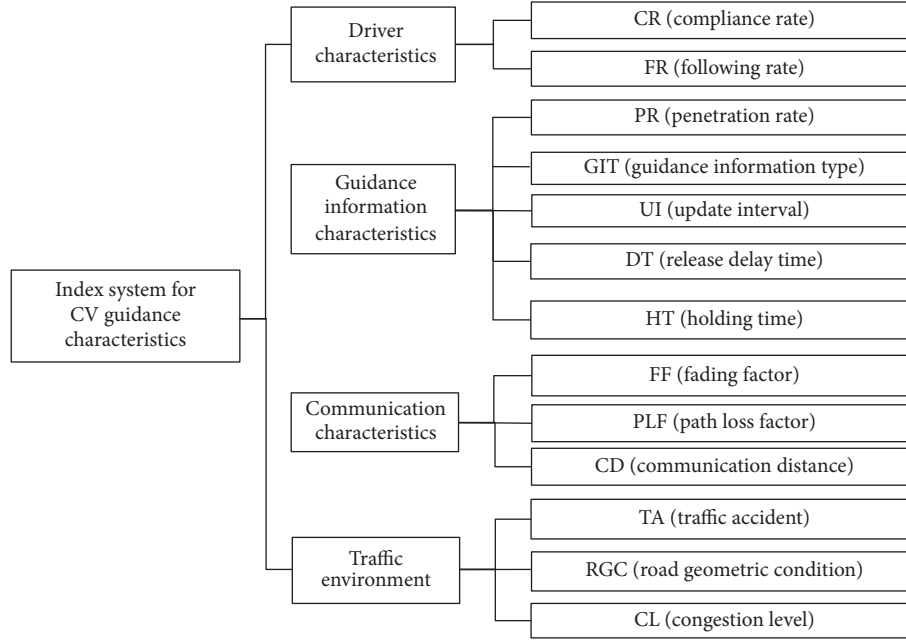 Index system for
CV guidance
characteristics
Driver
characteristics
CR (compliance rate)
FR (following rate)
Guidance
information
characteristics
PR (penetration rate)
GIT (guidance information type)
UI (update interval)
DT (release delay time)
HT (holding time)
Communication
characteristics
FF (fading factor)
PLF (path loss factor)
CD (communication distance)
Traffic
environment
TA (traffic accident)
RGC (road geometric condition)
CL (congestion level)